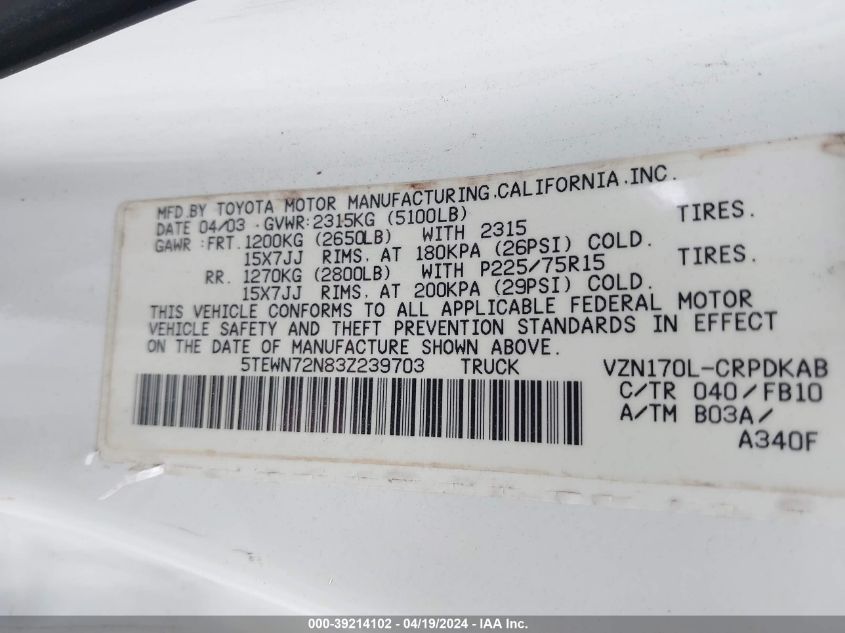 MFD.BY TOYOTA MOTOR MANUFACTURING.CALIFORNIA.INC.
DATE 04/03 GVWR:2315KG (5100LB)
GAWR:FRT. 1200KG (2650LB) WITH 2315 TIRES.
15X7JJ RIMS. AT 180KPA (26PSI) COLD.
RR. 1270KG (2800LB) WITH P225/75R15 TIRES.
15X7JJ RIMS. AT 200KPA (29PSI) COLD.
THIS VEHICLE CONFORMS TO ALL APPLICABLE FEDERAL MOTOR
VEHICLE SAFETY AND THEFT PREVENTION STANDARDS IN EFFECT
ON THE DATE OF MANUFACTURE SHOWN ABOVE.
5TEWN72N83Z239703 TRUCK VZN170L-CRPDKAB
C/TR 040/FB10
A/TM B03A/
A340F
000-39214102 - 04/19/2024 - IAA Inc.